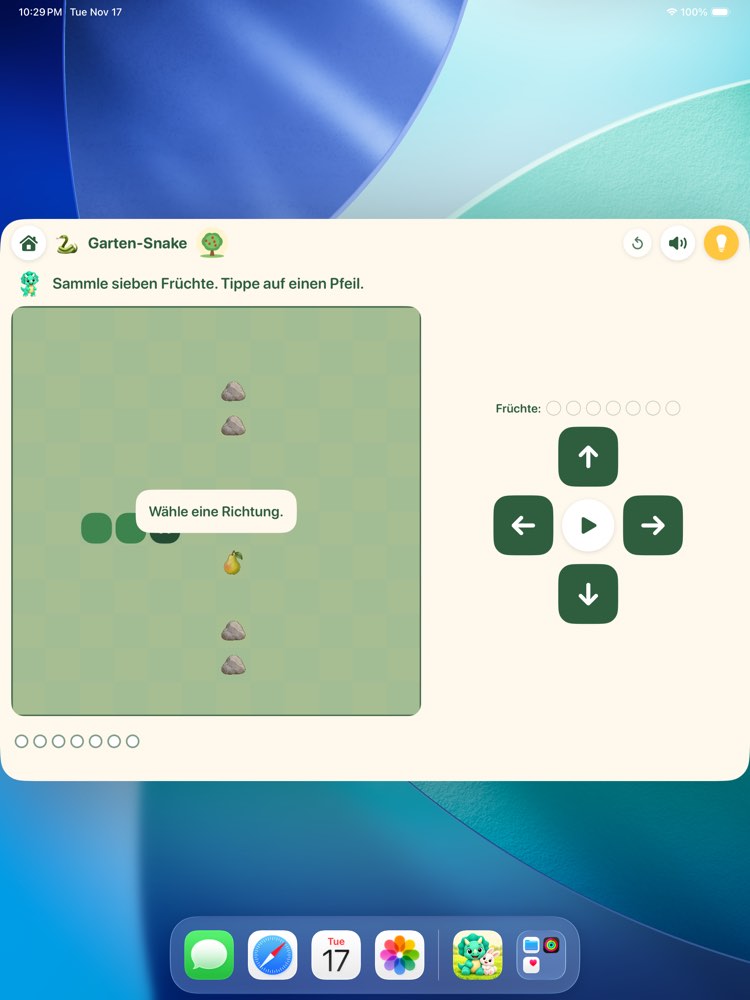 10:29 PM Tue Nov 17
100%
Garten-Snake
Sammle sieben Früchte. Tippe auf einen Pfeil.
Früchte:
Wähle eine Richtung.
Tue
17